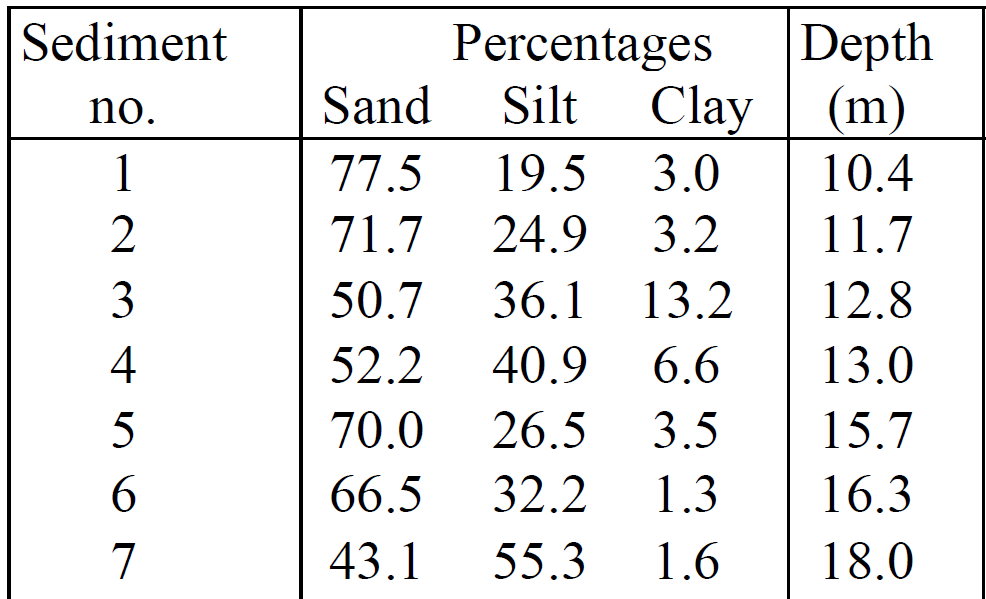 Sediment Percentages Depth
no. Sand Silt Clay (m)
1 77.5 19.5 3.0 10.4
2 71.7 24.9 3.2 11.7
3 50.7 36.1 13.2 12.8
4 52.2 40.9 6.6 13.0
5 70.0 26.5 3.5 15.7
6 66.5 32.2 1.3 16.3
7 43.1 55.3 1.6 18.0